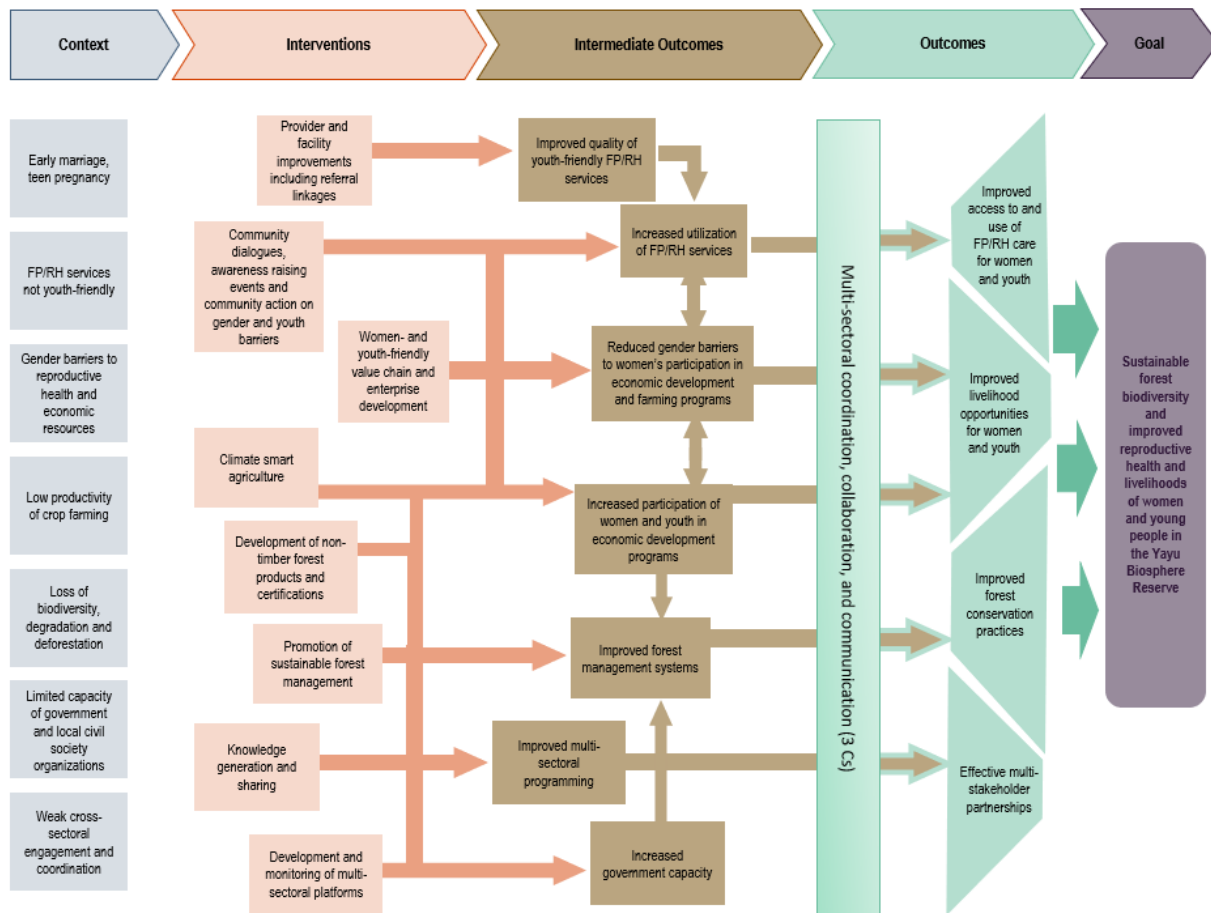 Context
Interventions
Intermediate Outcomes
Outcomes
Goal
Early marriage,
teen pregnancy
FP/RH services
not youth-friendly
Gender barriers to
reproductive
health and
economic
resources
Low productivity
of crop farming
Loss of
biodiversity,
degradation and
deforestation
Limited capacity
of government
and local civil
society
organizations
Weak cross-
sectoral
engagement and
coordination
Provider and
facility
improvements
including referral
linkages
Community
dialogues,
awareness raising
events and
community action on
gender and youth
barriers
Women- and
youth-friendly
value chain and
enterprise
development
Climate smart
agriculture
Development of non-
timber forest
products and
certifications
Promotion of
sustainable forest
management
Knowledge
generation and
sharing
Development and
monitoring of multi-
sectoral platforms
Improved quality of
youth-friendly FP/RH
services
Increased utilization
of FP/RH services
Reduced gender barriers
to women's participation in
economic development
and farming programs
Increased participation of
women and youth in
economic development
programs
Improved forest
management systems
Improved multi-
sectoral
programming
Increased
government capacity
Multi-sectoral coordination, collaboration, and communication (3 Cs)
Improved
access to and
use of
FP/RH care
for women
and youth
Improved
livelihood
opportunities
for women
and youth
Improved
forest
conservation
practices
Effective multi-
stakeholder
partnerships
Sustainable
forest
biodiversity
and
improved
reproductive
health and
livelihoods
of women
and young
people in
the Yayu
Biosphere
Reserve